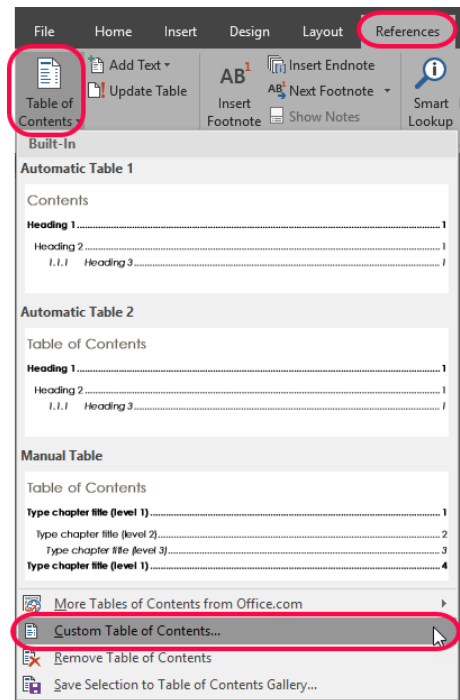 File Home Insert Design Layout References
Table of Contents
Add Text
Update Table
AB1
Insert Footnote
Insert Endnote
AB1 Next Footnote
Show Notes
Smart Lookup
Built-In
Automatic Table 1
Contents
Heading 1........1
Heading 2........1
1.1.1 Heading 3........1
Automatic Table 2
Table of Contents
Heading 1........1
Heading 2........1
1.1.1 Heading 3........1
Manual Table
Table of Contents
Type chapter title (level 1)........1
Type chapter title (level 2)........2
Type chapter title (level 3)........3
Type chapter title (level 1)........4
More Tables of Contents from Office.com
Custom Table of Contents...
Remove Table of Contents
Save Selection to Table of Contents Gallery...